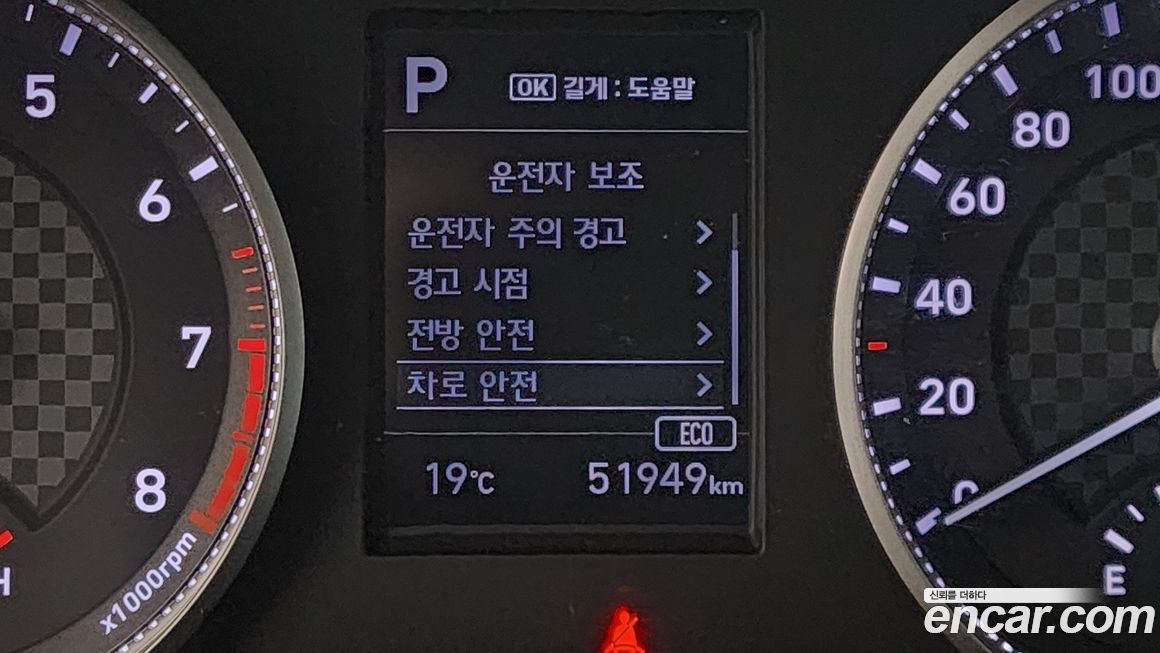 P
OK 길게 : 도움말
운전자 보조
운전자 주의 경고 >
경고 시점 >
전방 안전 >
차로 안전 >
ECO
19°C
51949km
5
6
7
8
x1000rpm
H
100
80
60
40
20
0
E
신뢰를 더하다
encar.com